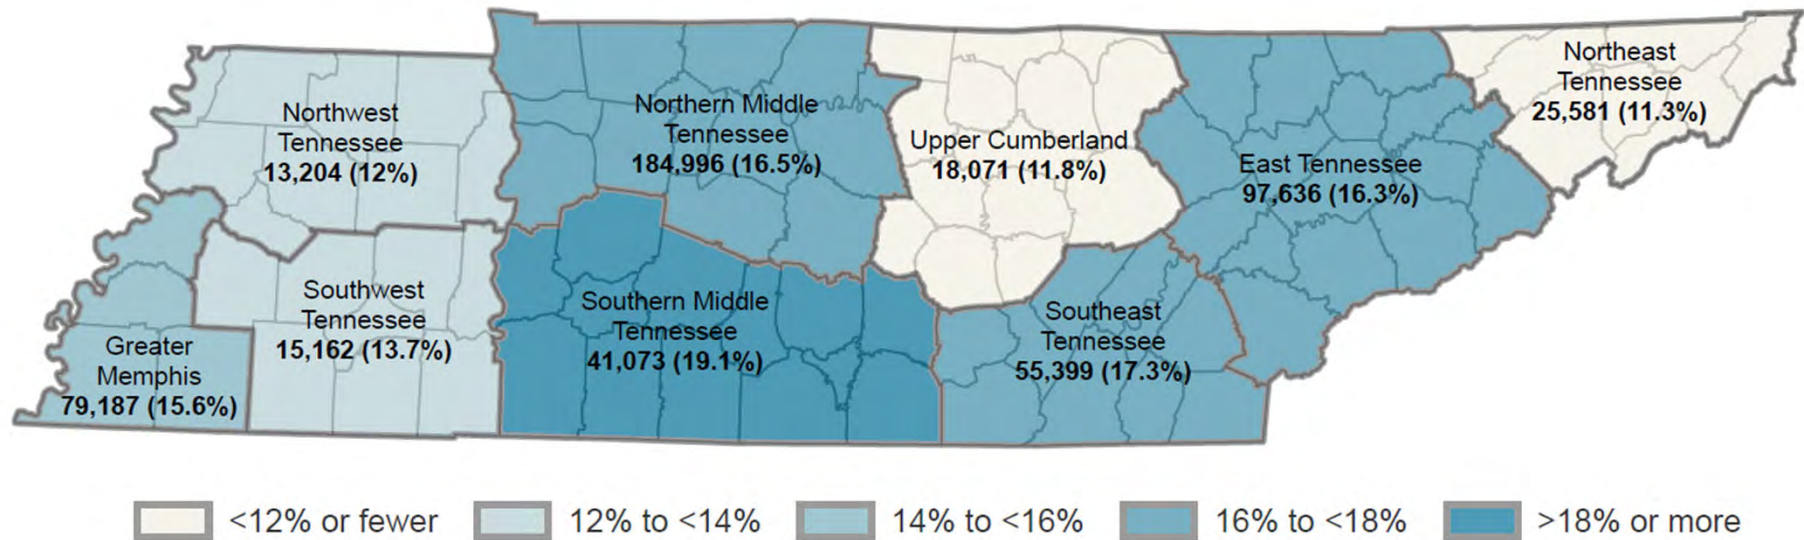 Northwest
Tennessee
13,204 (12%)
Northern Middle
Tennessee
184,996 (16.5%)
Upper Cumberland
18,071 (11.8%)
East Tennessee
97,636 (16.3%)
Northeast
Tennessee
25,581 (11.3%)
Greater
Memphis
79,187 (15.6%)
Southwest
Tennessee
15,162 (13.7%)
Southern Middle
Tennessee
41,073 (19.1%)
Southeast
Tennessee
55,399 (17.3%)
<12% or fewer
12% to <14%
14% to <16%
16% to <18%
>18% or more